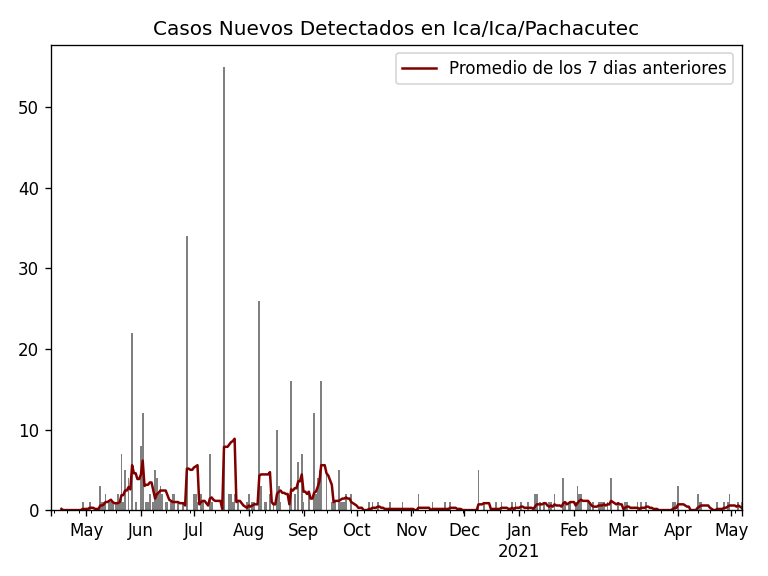 Casos Nuevos Detectados en Ica/Ica/Pachacutec
Promedio de los 7 dias anteriores
50
40
30
20
10
0
May Jun Jul Aug Sep Oct Nov Dec Jan Feb Mar Apr May
2021